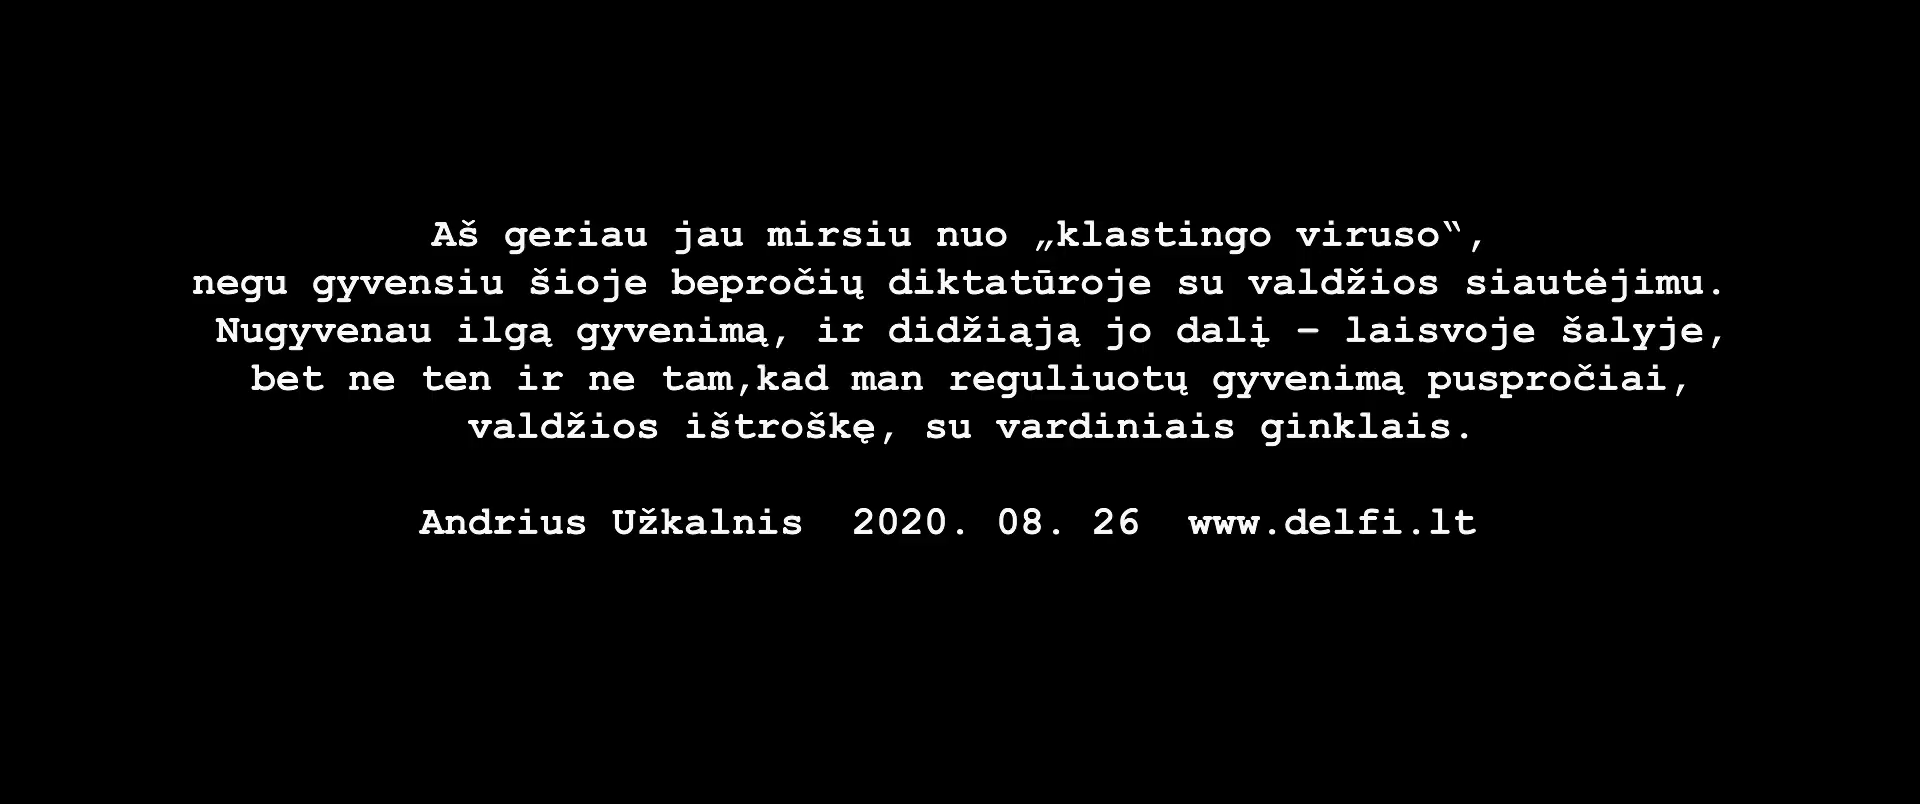 Aš geriau jau mirsiu nuo „klastingo viruso“,
negu gyvensiu šioje bepročių diktatūroje su valdžios siautėjimu.
Nugyvenau ilgą gyvenimą, ir didžiąją jo dalį – laisvoje šalyje,
bet ne ten ir ne tam,kad man reguliuotų gyvenimą puspročiai,
valdžios ištroškę, su vardiniais ginklais.
Andrius Užkalnis 2020. 08. 26 www.delfi.lt